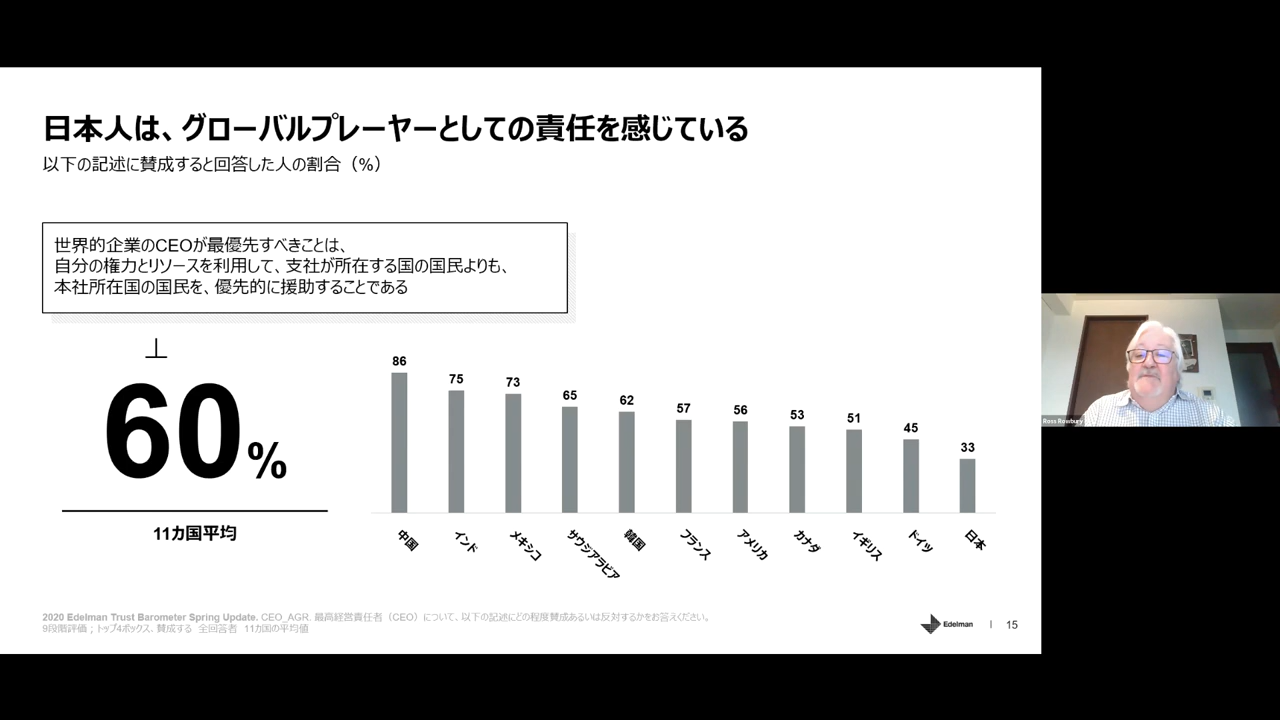 日本人は、グローバルプレーヤーとしての責任を感じている
以下の記述に賛成すると回答した人の割合（%）
世界的企業のCEOが最優先すべきことは、
自分の権力とリソースを利用して、支社が所在する国の国民よりも、
本社所在国の国民を、優先的に援助することである
60%
11カ国平均
86 75 73 65 62 57 56 53 51 45 33
中国 インド メキシコ サウジアラビア 韓国 フランス アメリカ カナダ イギリス ドイツ 日本
2020 Edelman Trust Barometer Spring Update. CEO_AGR. 最高経営責任者（CEO）について、以下の記述にどの程度賛成あるいは反対するかをお答えください。
9段階評価；トップ4ボックス、賛成する 全回答者 11カ国の平均値
Edelman | 15
Ross Rowbury